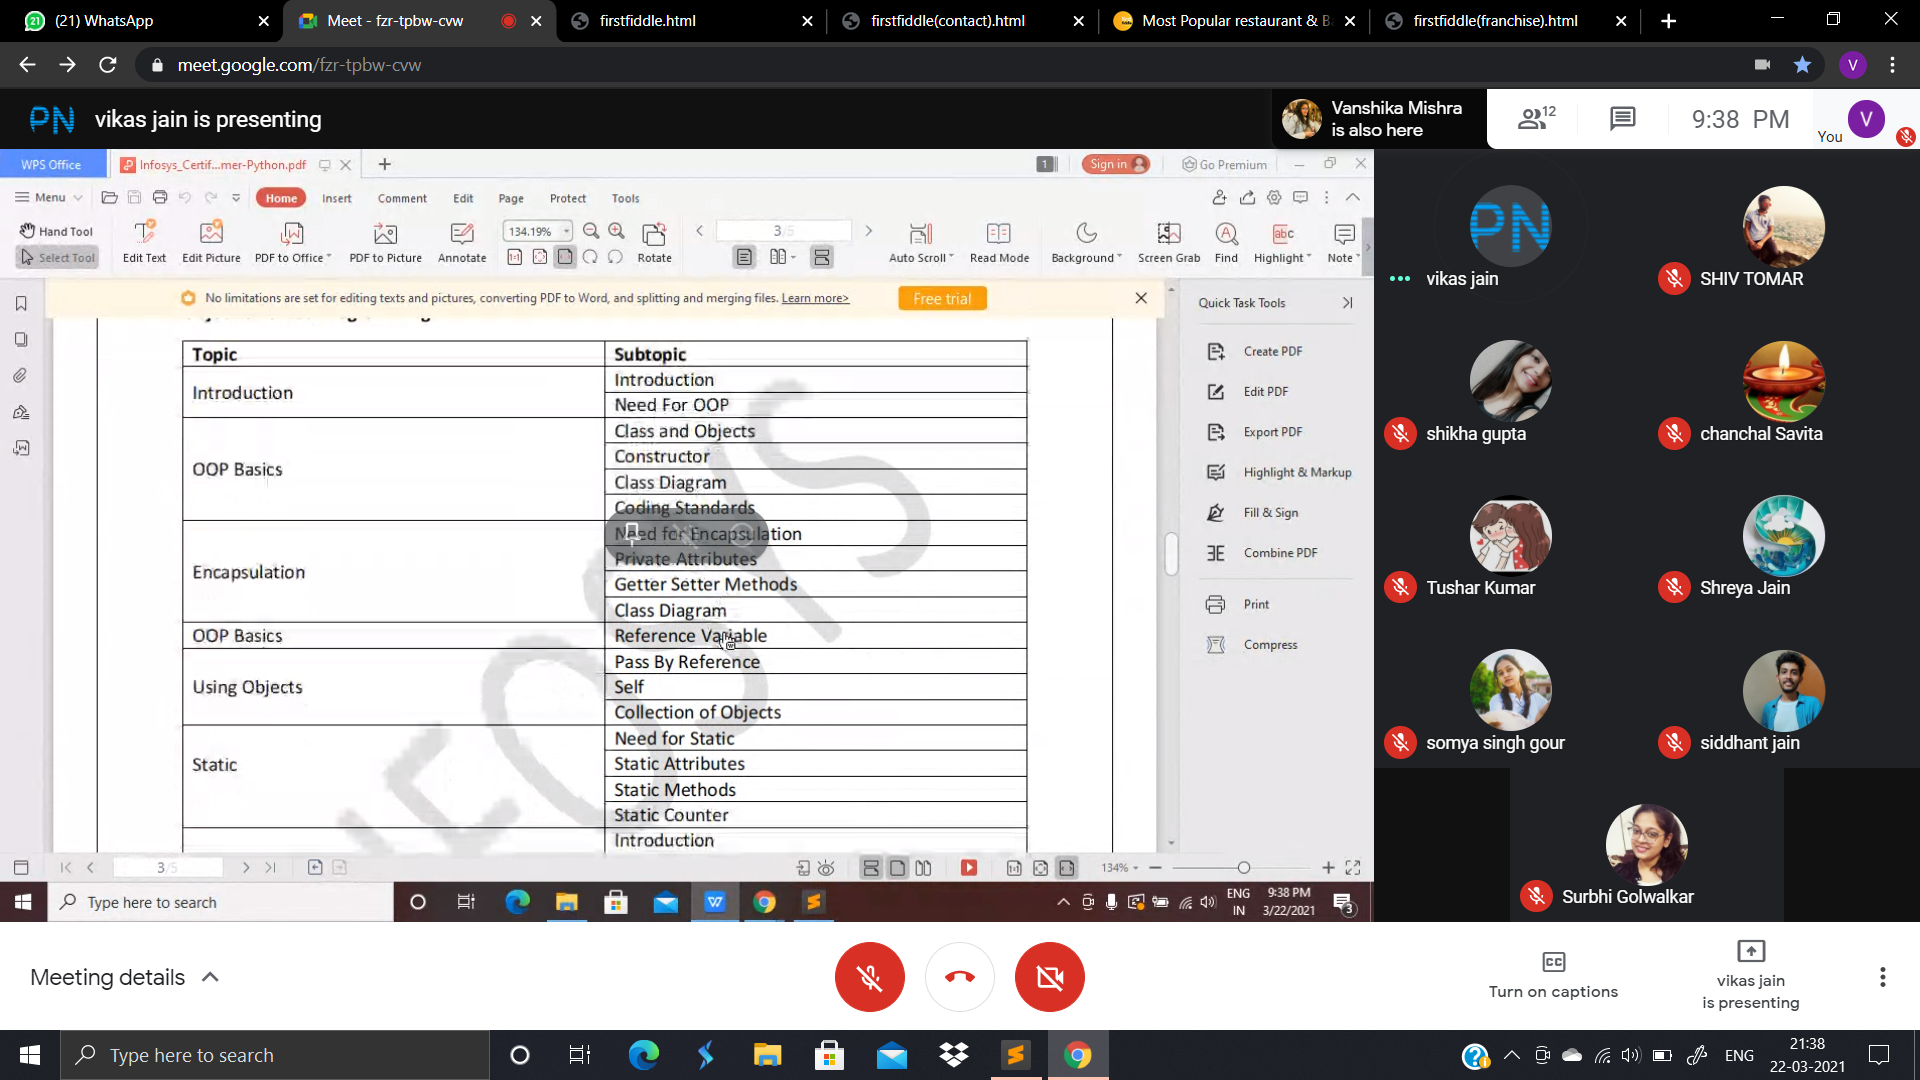 (21) WhatsApp
Meet - fzr-tpbw-cvw
firstfiddle.html
firstfiddle(contact).html
Most Popular restaurant & B
firstfiddle(franchise).html
meet.google.com/fzr-tpbw-cvw
V
PN vikas jain is presenting
Vanshika Mishra
is also here
12
9:38 PM
You
V
WPS Office
Infosys_Certif...mer-Python.pdf
1
Sign in
Go Premium
Menu
Home
Insert
Comment
Edit
Page
Protect
Tools
Hand Tool
Select Tool
Edit Text
Edit Picture
PDF to Office
PDF to Picture
Annotate
134.19%
Rotate
3/5
Auto Scroll
Read Mode
Background
Screen Grab
Find
Highlight
Note
No limitations are set for editing texts and pictures, converting PDF to Word, and splitting and merging files. Learn more>
Free trial
Topic Subtopic
Introduction
Introduction
Need For OOP
OOP Basics
Class and Objects
Constructor
Class Diagram
Coding Standards
Encapsulation
Need for Encapsulation
Private Attributes
Getter Setter Methods
Class Diagram
OOP Basics
Reference Variable
Using Objects
Pass By Reference
Self
Collection of Objects
Static
Need for Static
Static Attributes
Static Methods
Static Counter
Introduction
Quick Task Tools
Create PDF
Edit PDF
Export PDF
Highlight & Markup
Fill & Sign
Combine PDF
Print
Compress
3/5
134%
Type here to search
ENG
IN
9:38 PM
3/22/2021
3
PN
vikas jain
SHIV TOMAR
shikha gupta
chanchal Savita
Tushar Kumar
Shreya Jain
somya singh gour
siddhant jain
Surbhi Golwalkar
Meeting details
Turn on captions
vikas jain
is presenting
Type here to search
ENG
21:38
22-03-2021